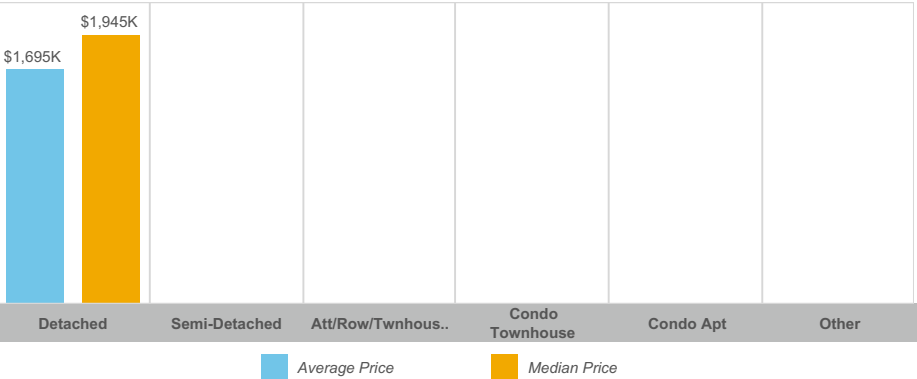 $1,945K
$1,695K
Detached
Semi-Detached
Att/Row/Twnhous..
Condo
Townhouse
Condo Apt
Other
Average Price
Median Price